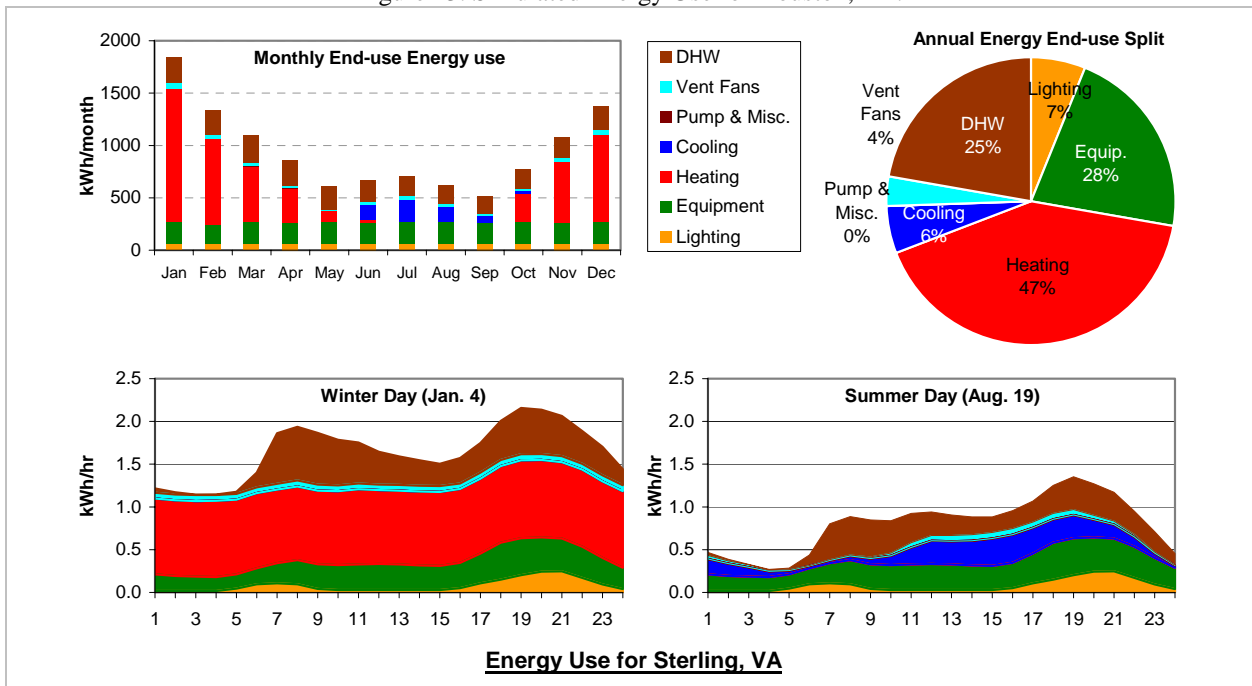 Monthly End-use Energy use
kWh/month
2000
1500
1000
500
0
Jan Feb Mar Apr May Jun Jul Aug Sep Oct Nov Dec
DHW
Vent Fans
Pump & Misc.
Cooling
Heating
Equipment
Lighting
Annual Energy End-use Split
Lighting
7%
Equip.
28%
Heating
47%
Cooling
6%
Pump &
Misc.
0%
Vent
Fans
4%
DHW
25%
Winter Day (Jan. 4)
kWh/hr
2.5
2.0
1.5
1.0
0.5
0.0
1 3 5 7 9 11 13 15 17 19 21 23
Summer Day (Aug. 19)
kWh/hr
2.5
2.0
1.5
1.0
0.5
0.0
1 3 5 7 9 11 13 15 17 19 21 23
Energy Use for Sterling, VA